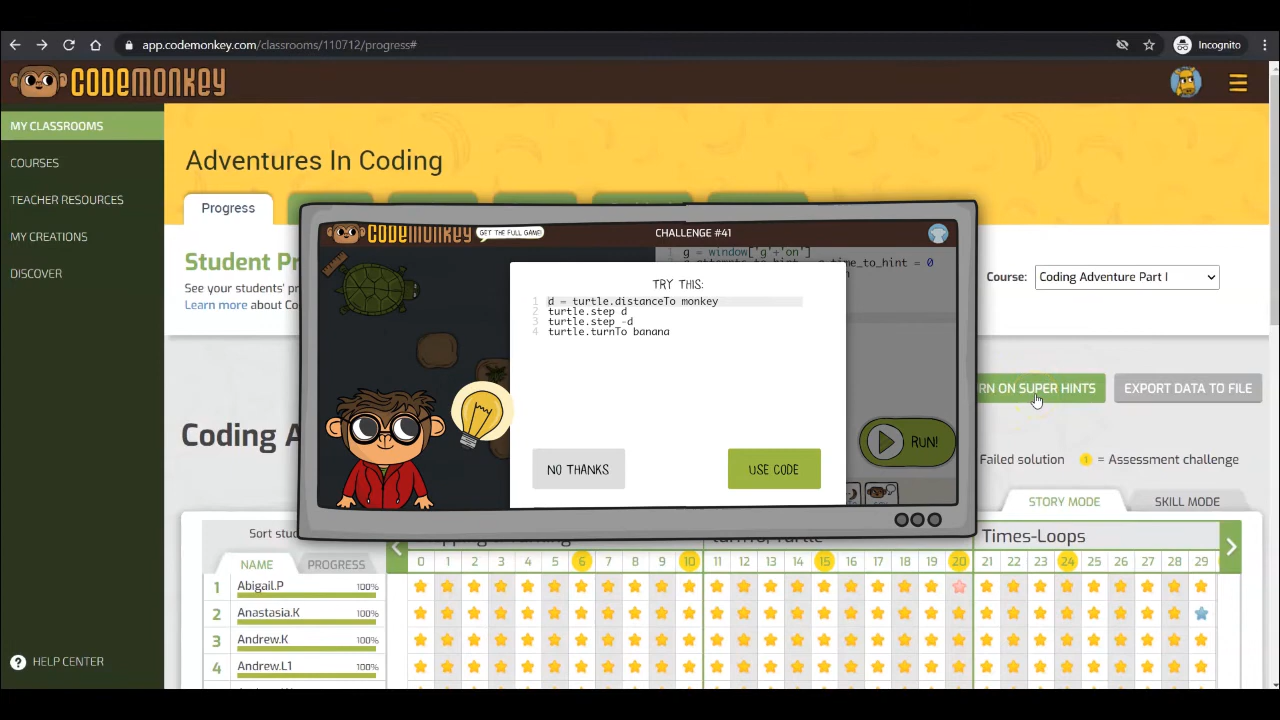 app.codemonkey.com/classrooms/110712/progress#
Incognito
CODEMONKEY
MY CLASSROOMS
COURSES
TEACHER RESOURCES
MY CREATIONS
DISCOVER
HELP CENTER
Adventures In Coding
Progress
Student Pr
See your students' pr
Learn more about Co
Course:
Coding Adventure Part I
CODEMONKEY
GET THE FULL GAME!
CHALLENGE #41
1 g = window['g'+'on']
= 0
TRY THIS:
1 d = turtle.distanceTo monkey
2 turtle.step d
3 turtle.step -d
4 turtle.turnTo banana
NO THANKS
USE CODE
RUN!
RN ON SUPER HINTS
EXPORT DATA TO FILE
Coding A
Failed solution
1 = Assessment challenge
STORY MODE
SKILL MODE
Sort stu
Times-Loops
NAME
PROGRESS
0 1 2 3 4 5 6 7 8 9 10 11 12 13 14 15 16 17 18 19 20 21 22 23 24 25 26 27 28 29
1 Abigail.P 100%
2 Anastasia.K 100%
3 Andrew.K 100%
4 Andrew.L1 100%